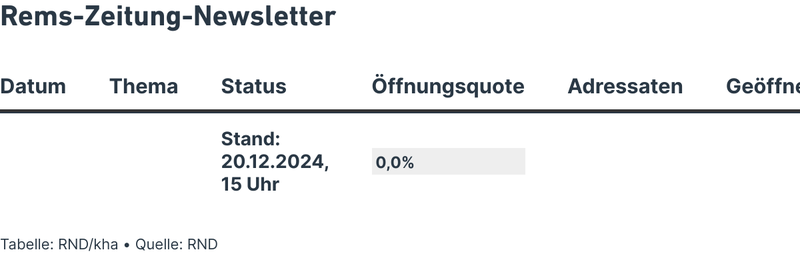 Rems-Zeitung-Newsletter
Datum Thema Status Öffnungsquote Adressaten Geöffne
Stand:
20.12.2024,
15 Uhr
0,0%
Tabelle: RND/kha • Quelle: RND